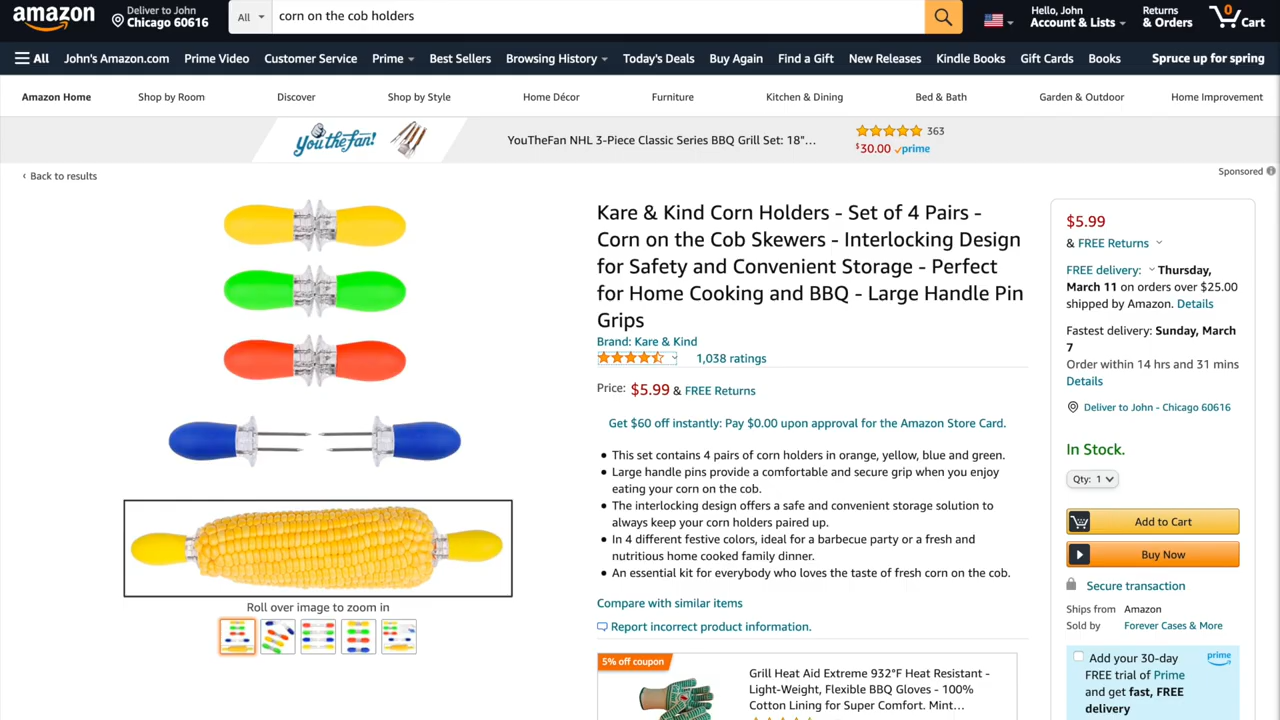 amazon
Deliver to John
Chicago 60616
All
corn on the cob holders
Hello, John
Account & Lists
Returns
& Orders
0
Cart
All
John's Amazon.com
Prime Video
Customer Service
Prime
Best Sellers
Browsing History
Today's Deals
Buy Again
Find a Gift
New Releases
Kindle Books
Gift Cards
Books
Spruce up for spring
Amazon Home
Shop by Room
Discover
Shop by Style
Home Décor
Furniture
Kitchen & Dining
Bed & Bath
Garden & Outdoor
Home Improvement
You the fan!
YouTheFan NHL 3-Piece Classic Series BBQ Grill Set: 18"...
363
$30.00 prime
Sponsored
‹ Back to results
Kare & Kind Corn Holders - Set of 4 Pairs -
Corn on the Cob Skewers - Interlocking Design
for Safety and Convenient Storage - Perfect
for Home Cooking and BBQ - Large Handle Pin
Grips
Brand: Kare & Kind
1,038 ratings
Price: $5.99 & FREE Returns
Get $60 off instantly: Pay $0.00 upon approval for the Amazon Store Card.
• This set contains 4 pairs of corn holders in orange, yellow, blue and green.
• Large handle pins provide a comfortable and secure grip when you enjoy
eating your corn on the cob.
• The interlocking design offers a safe and convenient storage solution to
always keep your corn holders paired up.
• In 4 different festive colors, ideal for a barbecue party or a fresh and
nutritious home cooked family dinner.
• An essential kit for everybody who loves the taste of fresh corn on the cob.
Compare with similar items
Report incorrect product information.
5% off coupon
Grill Heat Aid Extreme 932°F Heat Resistant -
Light-Weight, Flexible BBQ Gloves - 100%
Cotton Lining for Super Comfort. Mint...
Roll over image to zoom in
$5.99
& FREE Returns
FREE delivery: Thursday,
March 11 on orders over $25.00
shipped by Amazon. Details
Fastest delivery: Sunday, March
7
Order within 14 hrs and 31 mins
Details
Deliver to John - Chicago 60616
In Stock.
Qty: 1
Add to Cart
Buy Now
Secure transaction
Ships from Amazon
Sold by Forever Cases & More
Add your 30-day
FREE trial of Prime
and get fast, FREE
delivery
prime